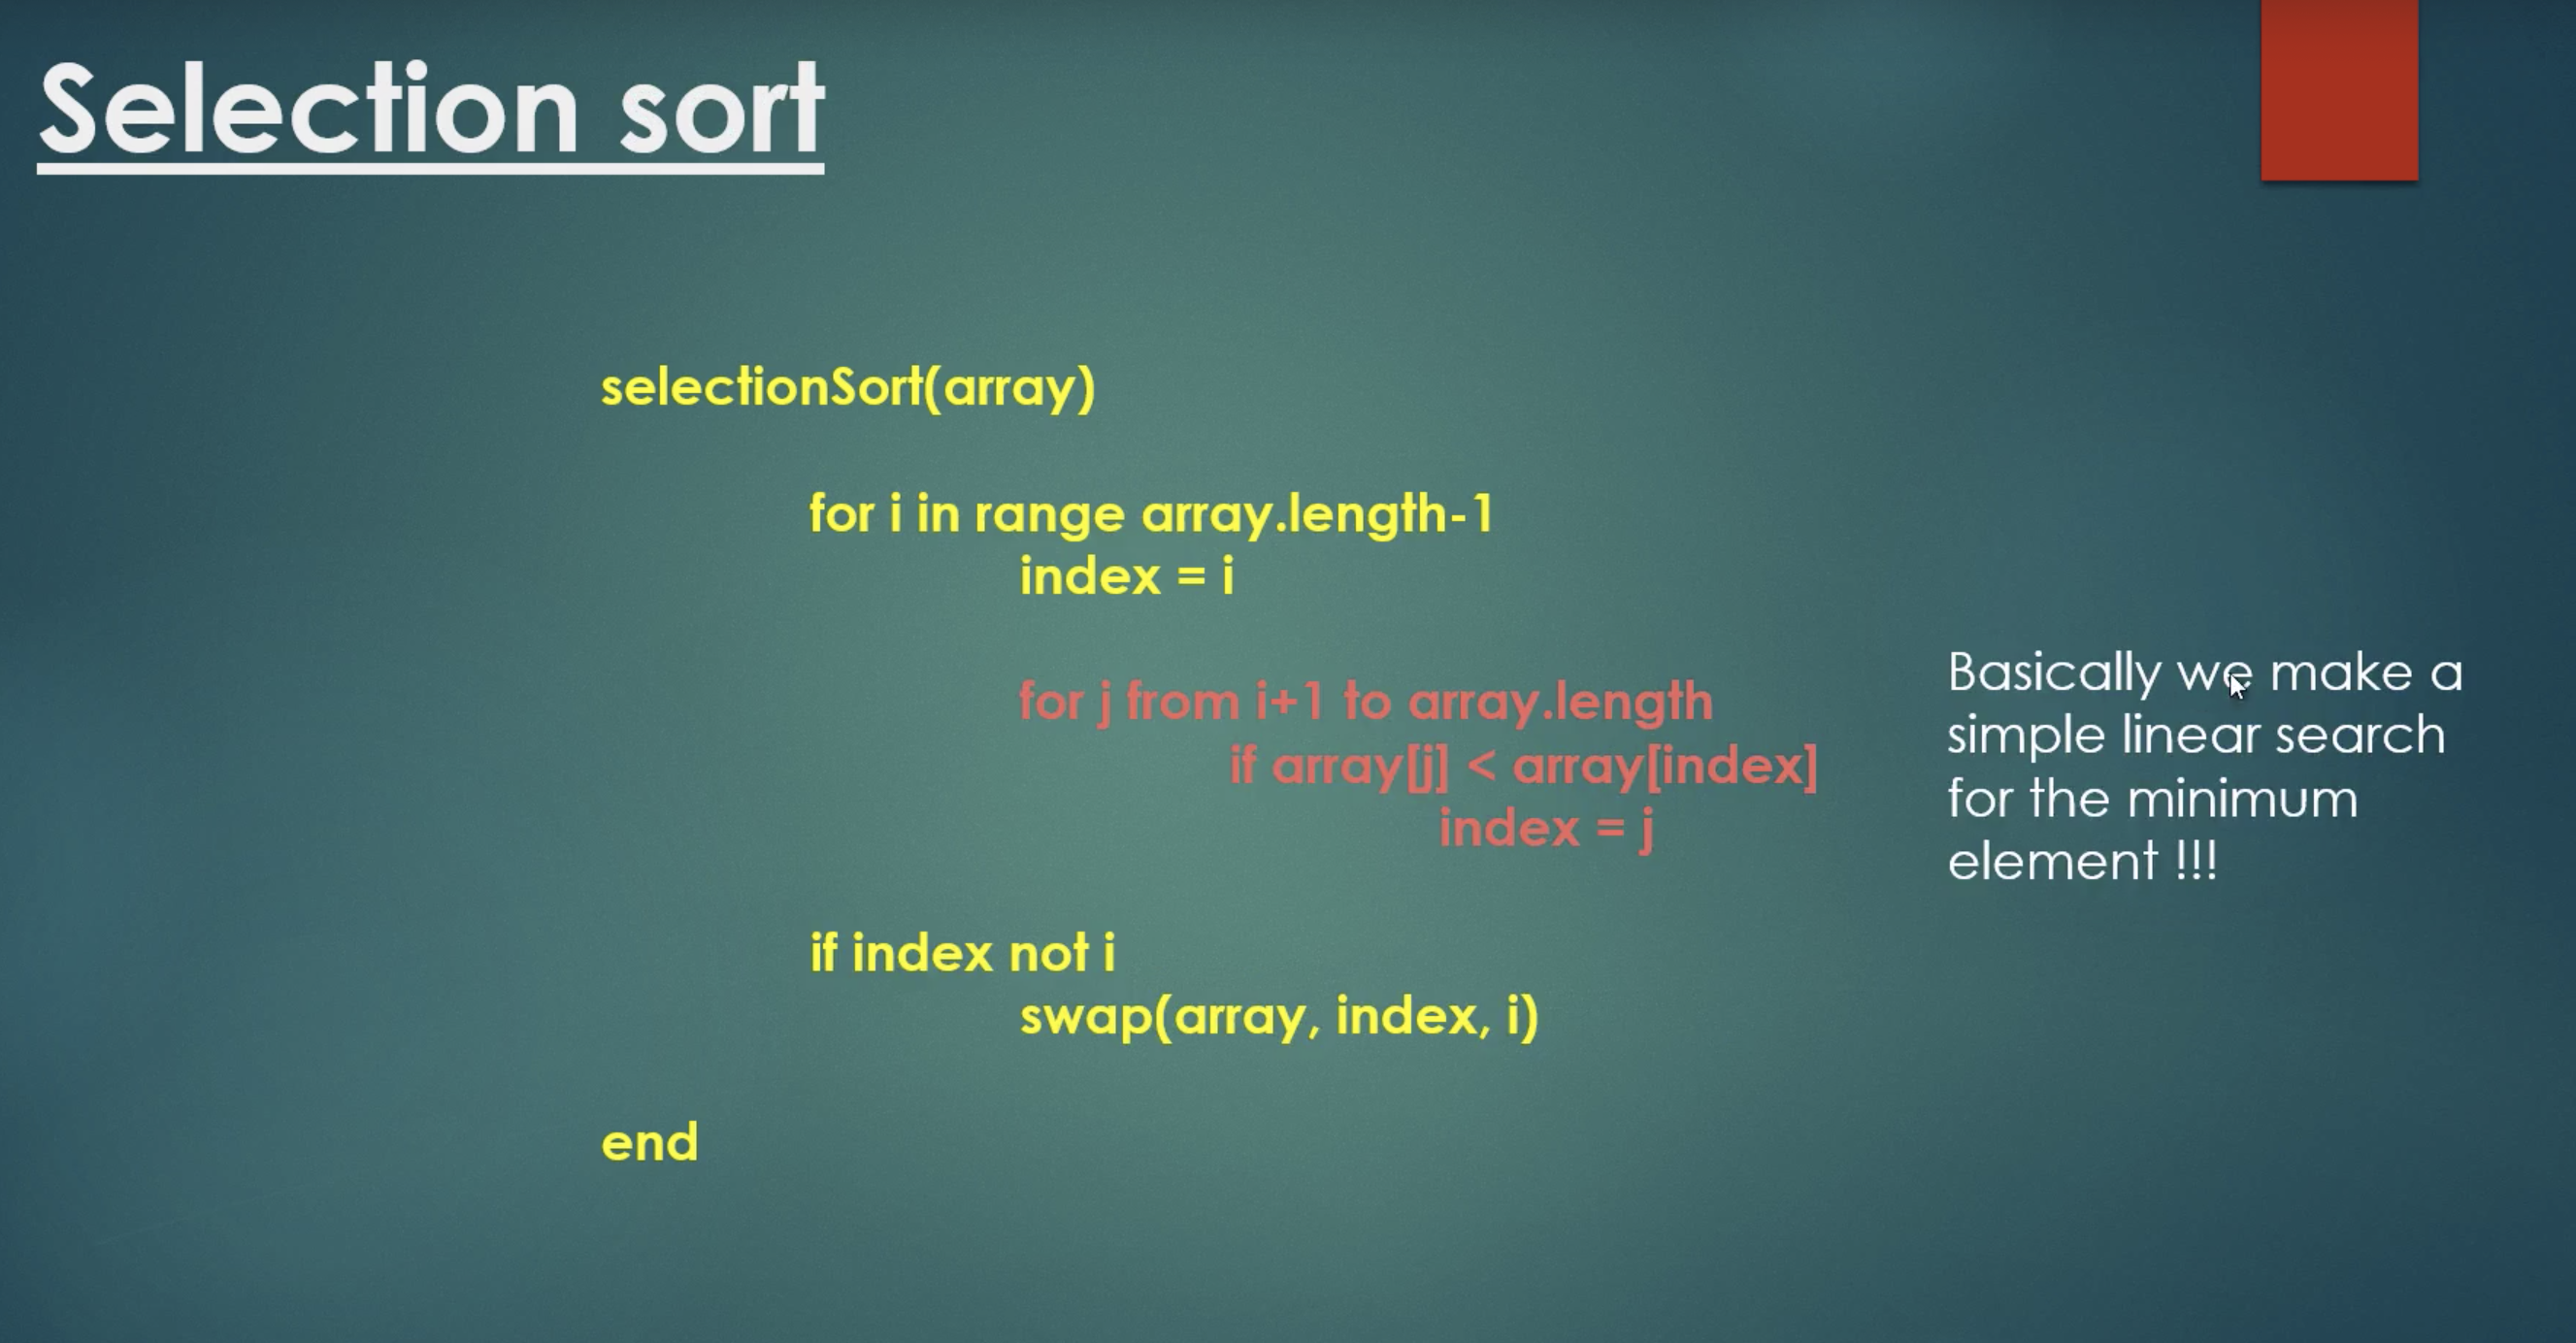 Selection sort
selectionSort(array)
for i in range array.length-1
index = i
for j from i+1 to array.length
if array[j] < array[index]
index = j
if index not i
swap(array, index, i)
end
Basically we make a
simple linear search
for the minimum
element !!!